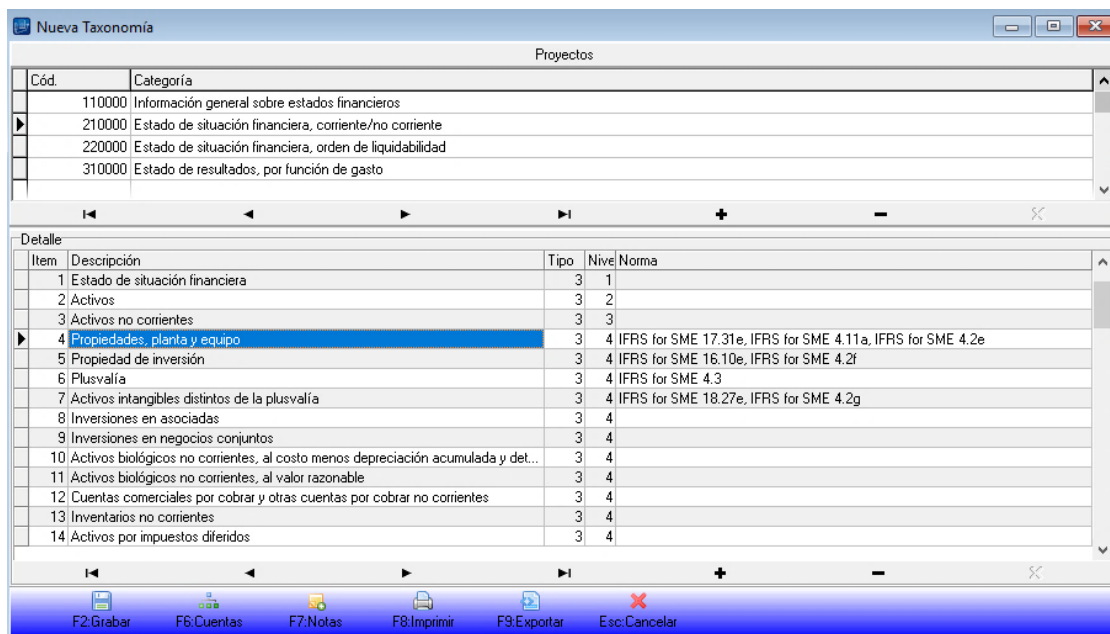 Nueva Taxonomía
Proyectos
Cód. Categoría
110000 Información general sobre estados financieros
210000 Estado de situación financiera, corriente/no corriente
220000 Estado de situación financiera, orden de liquidabilidad
310000 Estado de resultados, por función de gasto
Detalle
Item Descripción Tipo Nive Norma
1 Estado de situación financiera 3 1
2 Activos 3 2
3 Activos no corrientes 3 3
4 Propiedades, planta y equipo 3 4 IFRS for SME 17.31e, IFRS for SME 4.11a, IFRS for SME 4.2e
5 Propiedad de inversión 3 4 IFRS for SME 16.10e, IFRS for SME 4.2f
6 Plusvalía 3 4 IFRS for SME 4.3
7 Activos intangibles distintos de la plusvalía 3 4 IFRS for SME 18.27e, IFRS for SME 4.2g
8 Inversiones en asociadas 3 4
9 Inversiones en negocios conjuntos 3 4
10 Activos biológicos no corrientes, al costo menos depreciación acumulada y det... 3 4
11 Activos biológicos no corrientes, al valor razonable 3 4
12 Cuentas comerciales por cobrar y otras cuentas por cobrar no corrientes 3 4
13 Inventarios no corrientes 3 4
14 Activos por impuestos diferidos 3 4
F2:Grabar F6:Cuentas F7:Notas F8:Imprimir F9:Exportar Esc:Cancelar